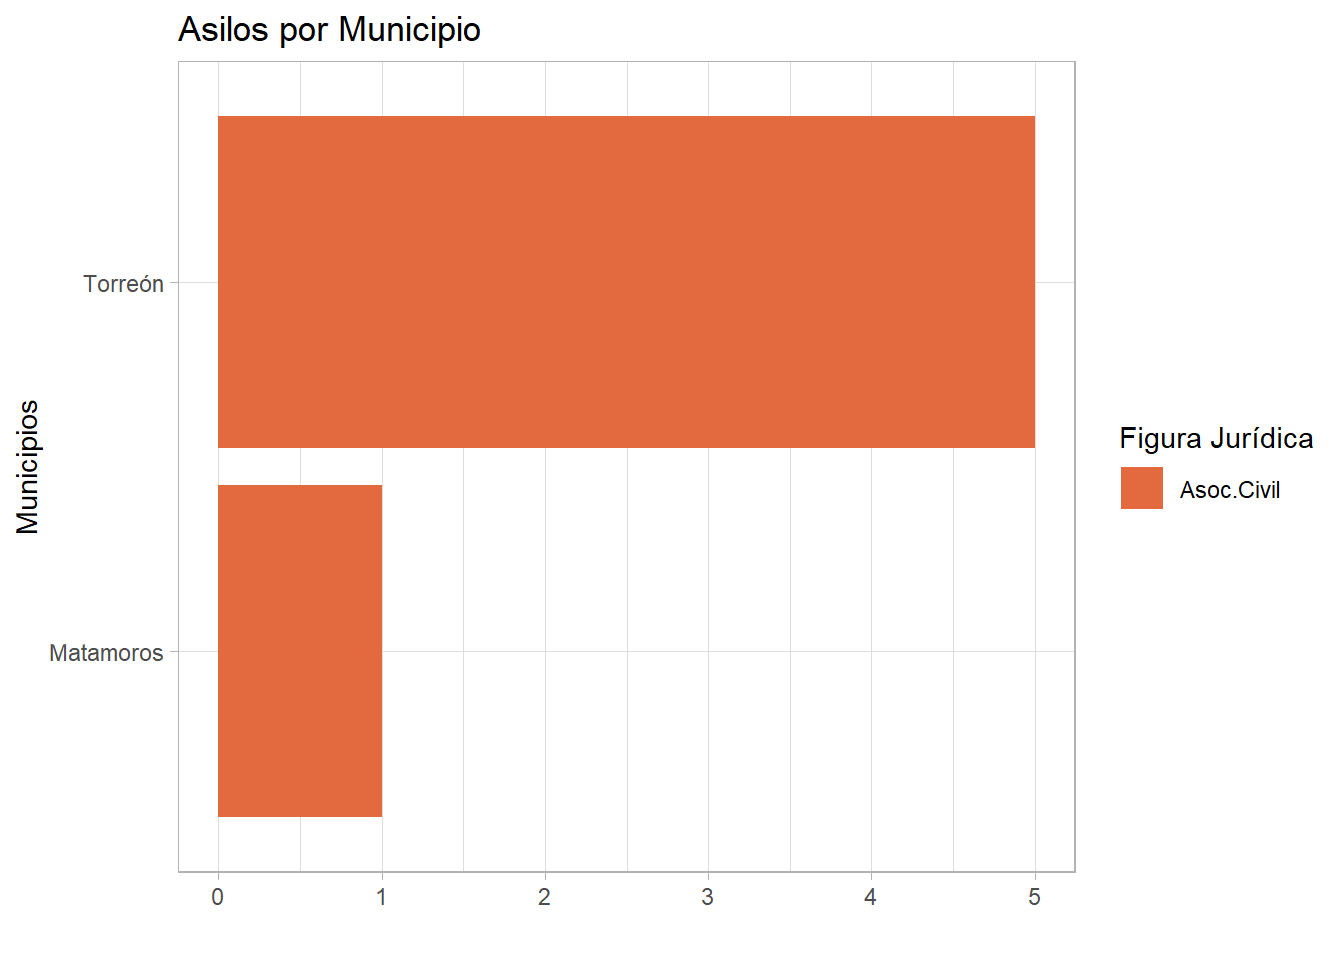 Asilos por Municipio
Municipios
Torreón
Matamoros
0 1 2 3 4 5
Figura Jurídica
Asoc.Civil